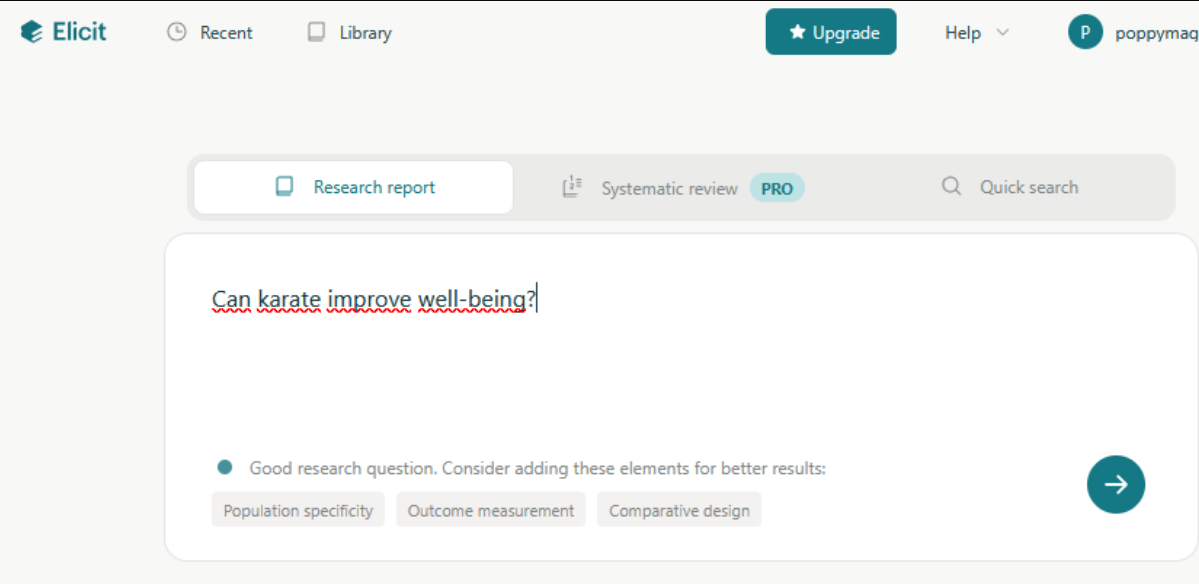 Elicit Recent Library Upgrade Help P poppymaq
Research report Systematic review PRO Quick search
Can karate improve well-being?
Good research question. Consider adding these elements for better results:
Population specificity Outcome measurement Comparative design